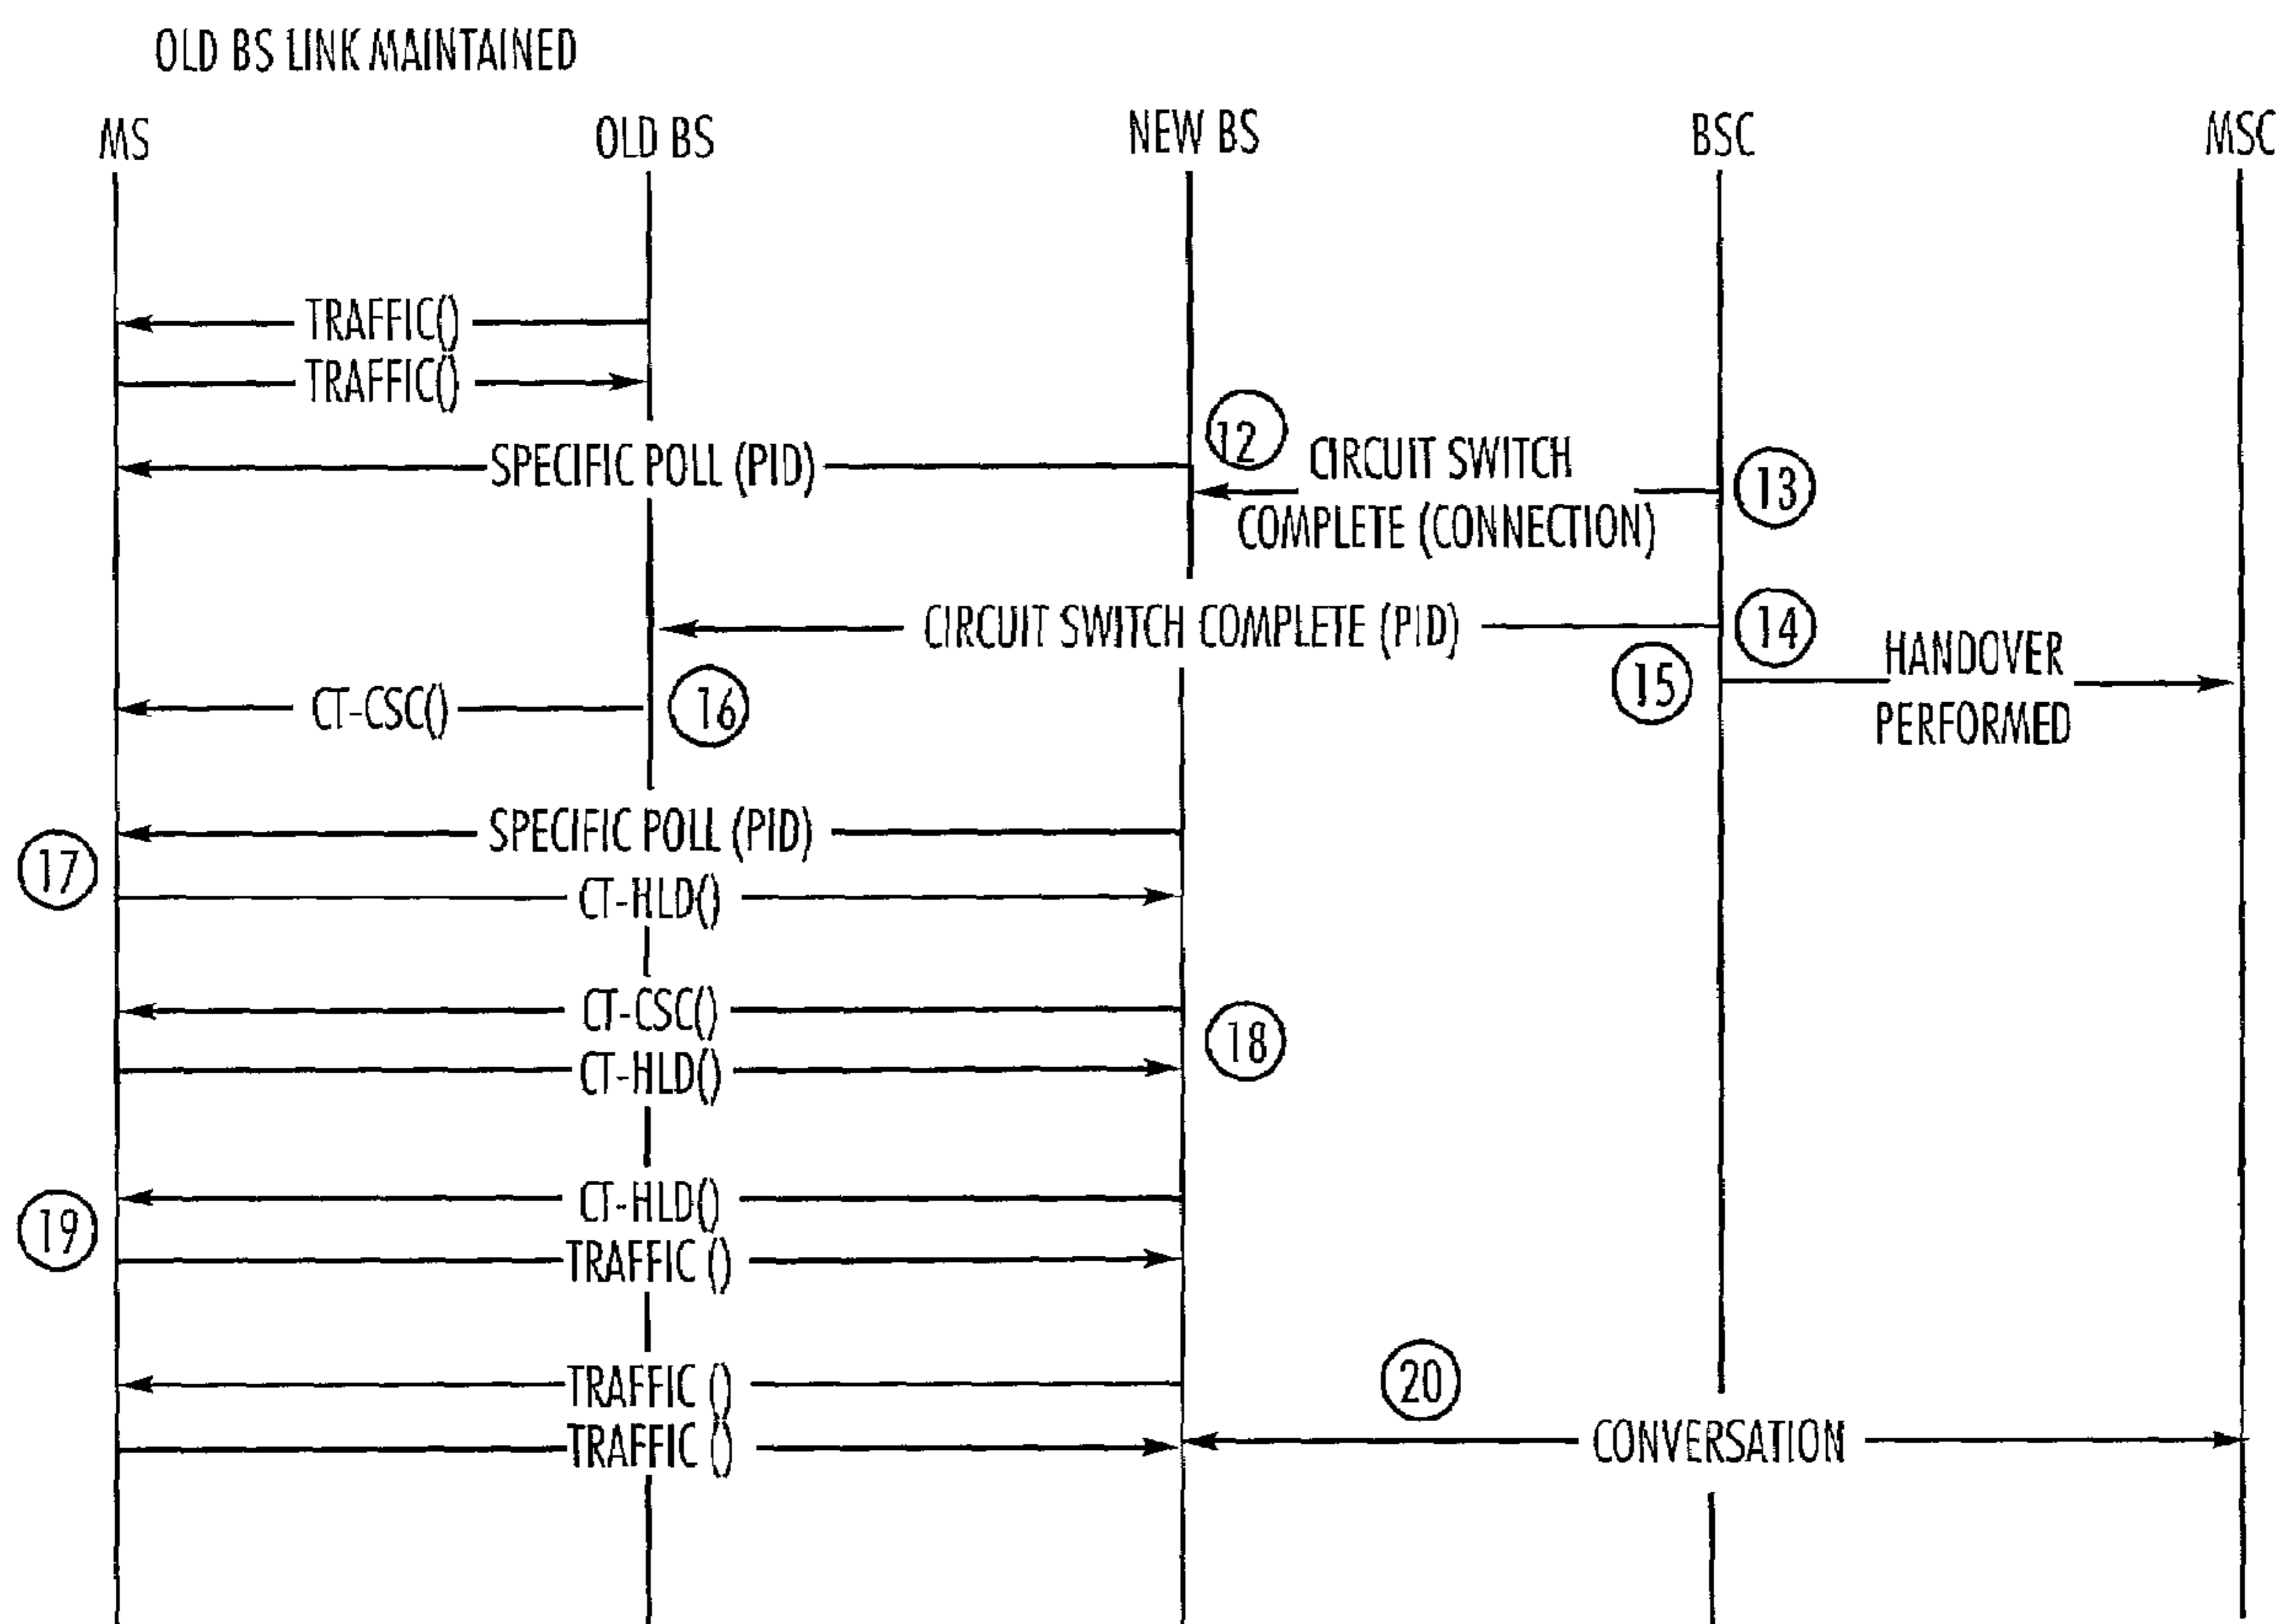 OLD BS LINK MAINTAINED
MS OLD BS NEW BS BSC MSC
TRAFFIC()
TRAFFIC()
12
SPECIFIC POLL (PID)
CIRCUIT SWITCH
COMPLETE (CONNECTION)
13
CIRCUIT SWITCH COMPLETE (PID)
14
15
HANDOVER
PERFORMED
CT-CSC()
16
SPECIFIC POLL (PID)
17
CT-HLD()
CT-CSC()
18
CT-HLD()
CT-HLD()
19
TRAFFIC ()
TRAFFIC ()
20
TRAFFIC ()
CONVERSATION